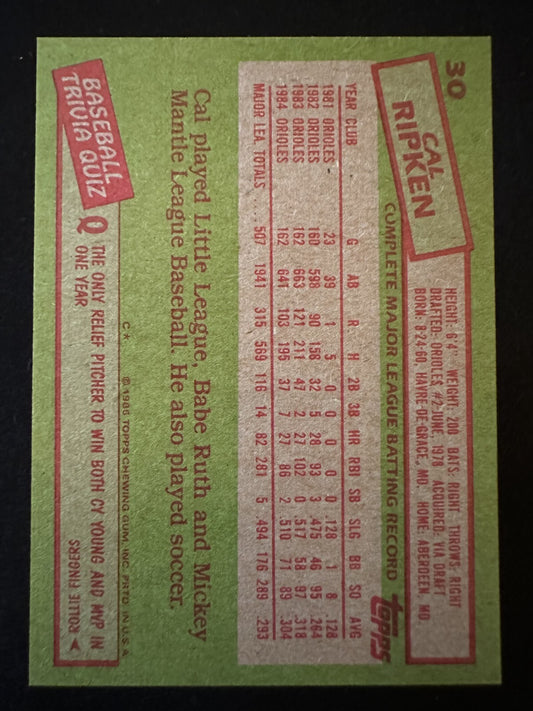 30
CAL
RIPKEN
HEIGHT: 6'4" WEIGHT: 200 BATS: RIGHT THROWS: RIGHT
DRAFTED: ORIOLES #2-JUNE, 1978 ACQUIRED: VIA DRAFT
BORN: 8-24-60, HAVRE-DE-GRACE, MD. HOME: ABERDEEN, MD.
COMPLETE MAJOR LEAGUE BATTING RECORD
topps
YEAR CLUB G AB R H 2B 3B HR RBI SB SLG BB SO AVG
1981 ORIOLES 23 39 1 5 0 0 0 0 0 .128 1 8 .128
1982 ORIOLES 160 598 90 158 32 5 28 93 3 .475 46 95 .264
1983 ORIOLES 162 663 121 211 47 2 27 102 0 .517 58 97 .318
1984 ORIOLES 162 641 103 195 37 7 27 86 2 .510 71 89 .304
MAJOR LEA. TOTALS ... 507 1941 315 569 116 14 82 281 5 .494 176 289 .293
Cal played Little League, Babe Ruth and Mickey
Mantle League Baseball. He also played soccer.
C* ©1985 TOPPS CHEWING GUM, INC. PRTD. IN U.S.A.
BASEBALL
TRIVIA QUIZ
Q THE ONLY RELIEF PITCHER TO WIN BOTH CY YOUNG AND MVP IN
ONE YEAR
A ROLLIE FINGERS